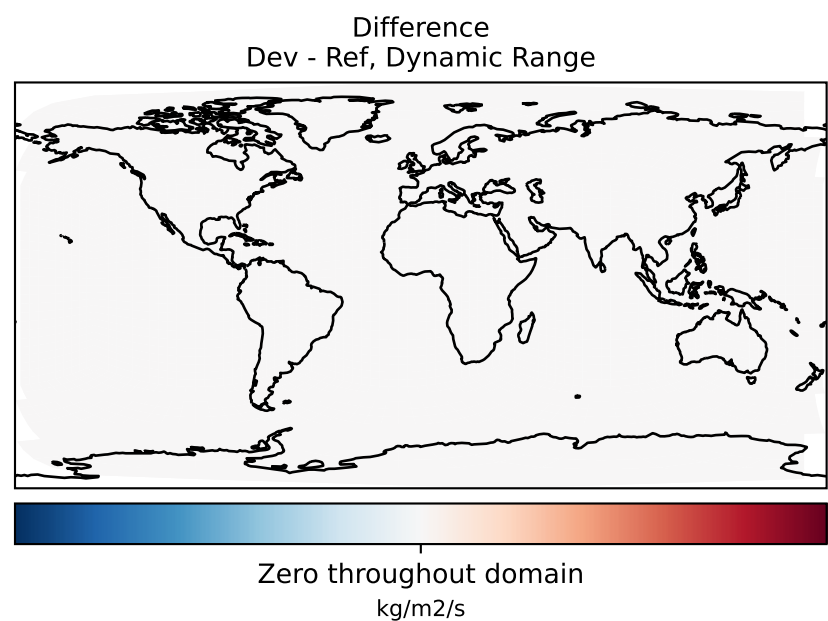 Difference
Dev - Ref, Dynamic Range
Zero throughout domain
kg/m2/s